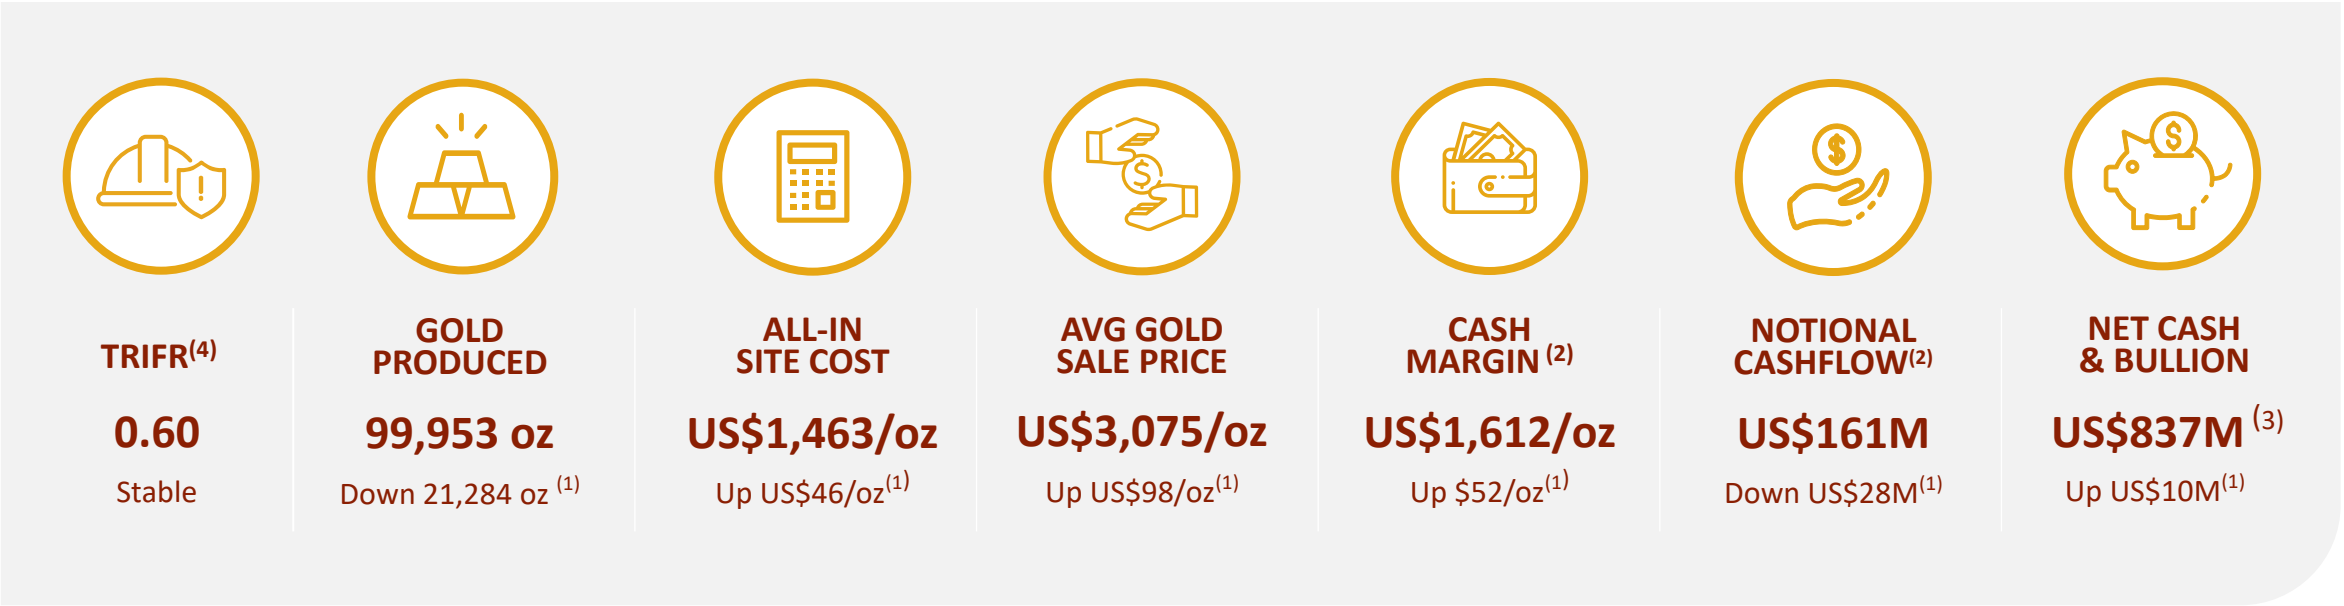 TRIFR(4)
0.60
Stable
GOLD
PRODUCED
99,953 oz
Down 21,284 oz (1)
ALL-IN
SITE COST
US$1,463/oz
Up US$46/oz(1)
AVG GOLD
SALE PRICE
US$3,075/oz
Up US$98/oz(1)
CASH
MARGIN (2)
US$1,612/oz
Up $52/oz(1)
NOTIONAL
CASHFLOW(2)
US$161M
Down US$28M(1)
NET CASH
& BULLION
US$837M (3)
Up US$10M(1)